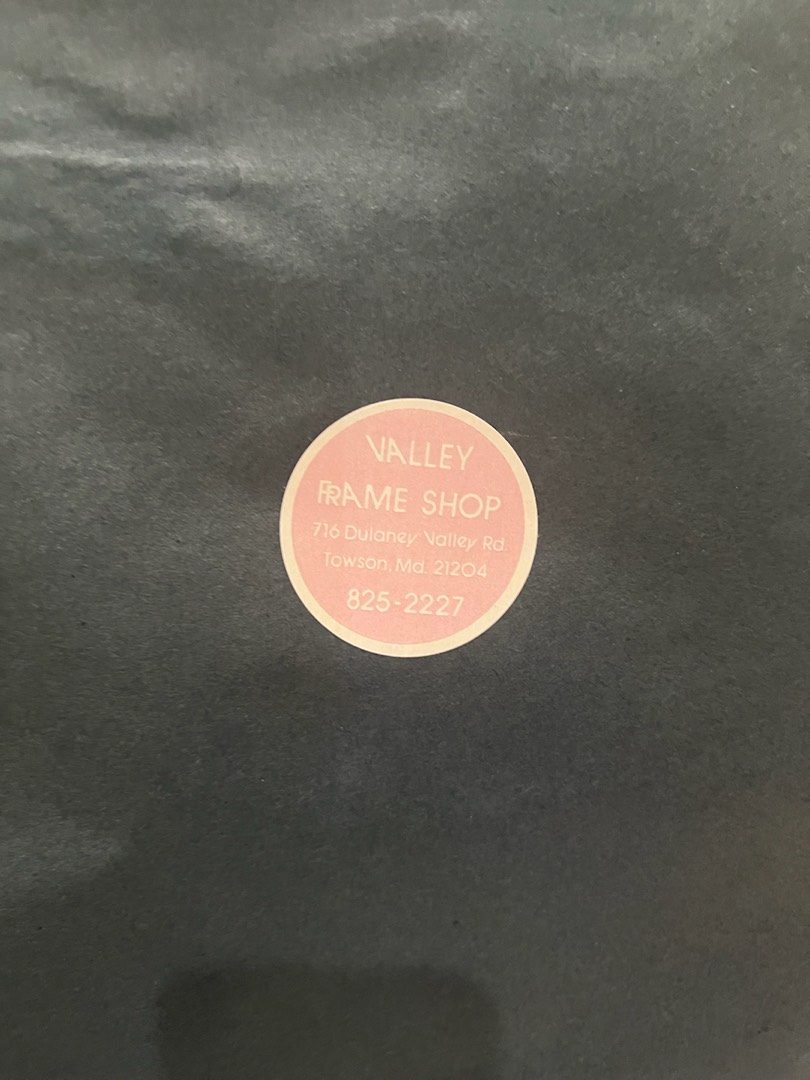 VALLEY
FRAME SHOP
716 Dulaney Valley Rd.
Towson, Md. 21204
825-2227